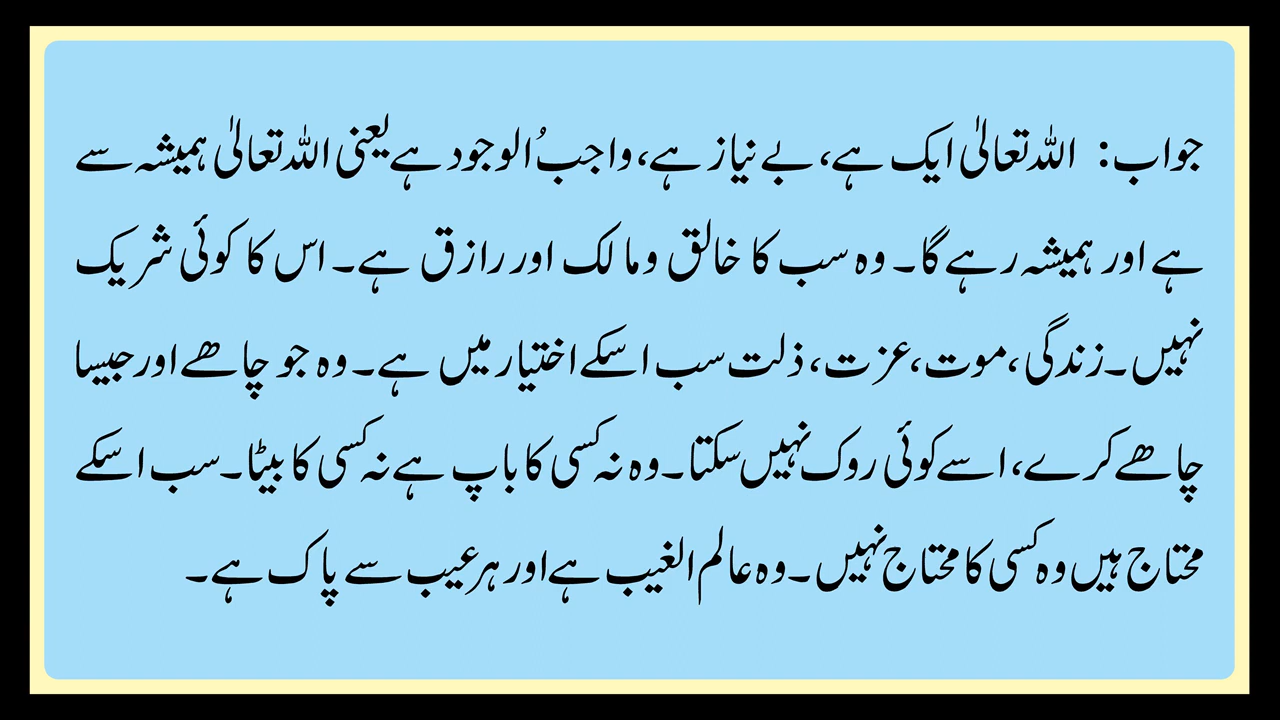 جواب: اللہ تعالیٰ ایک ہے، بے نیاز ہے، واجبُ الوجود ہے یعنی اللہ تعالیٰ ہمیشہ سے
ہے اور ہمیشہ رہے گا۔ وہ سب کا خالق و مالک اور رازق ہے۔ اس کا کوئی شریک
نہیں۔ زندگی، موت، عزت، ذلت سب اسکے اختیار میں ہے۔ وہ جو چاھے اور جیسا
چاھے کرے، اسے کوئی روک نہیں سکتا۔ وہ نہ کسی کا باپ ہے نہ کسی کا بیٹا۔ سب اسکے
محتاج ہیں وہ کسی کا محتاج نہیں۔ وہ عالم الغیب ہے اور ہر عیب سے پاک ہے۔